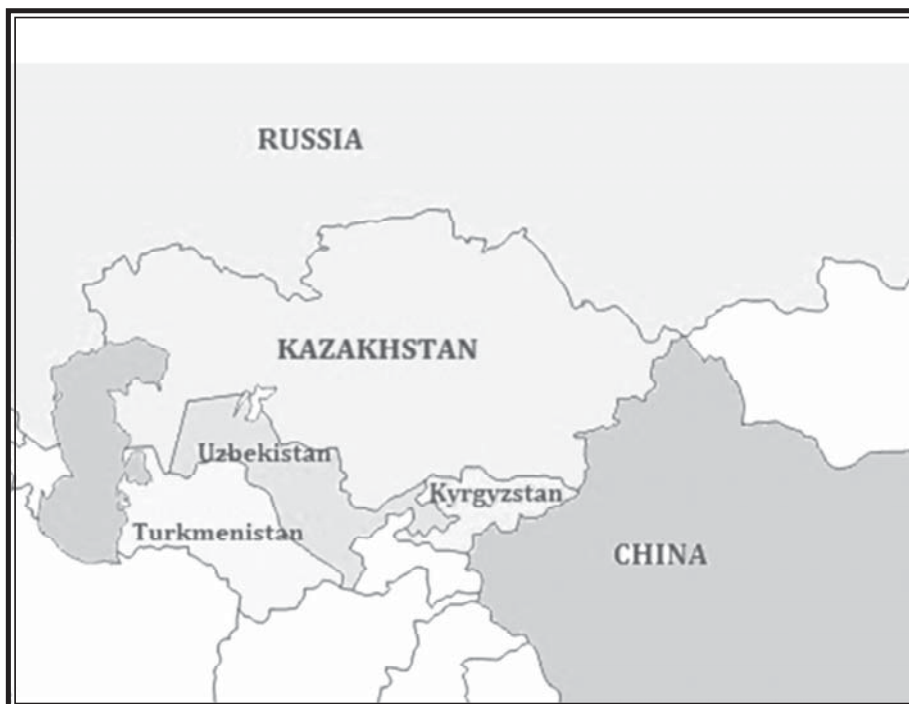 RUSSIA
KAZAKHSTAN
Uzbekistan
Kyrgyzstan
Turkmenistan
CHINA